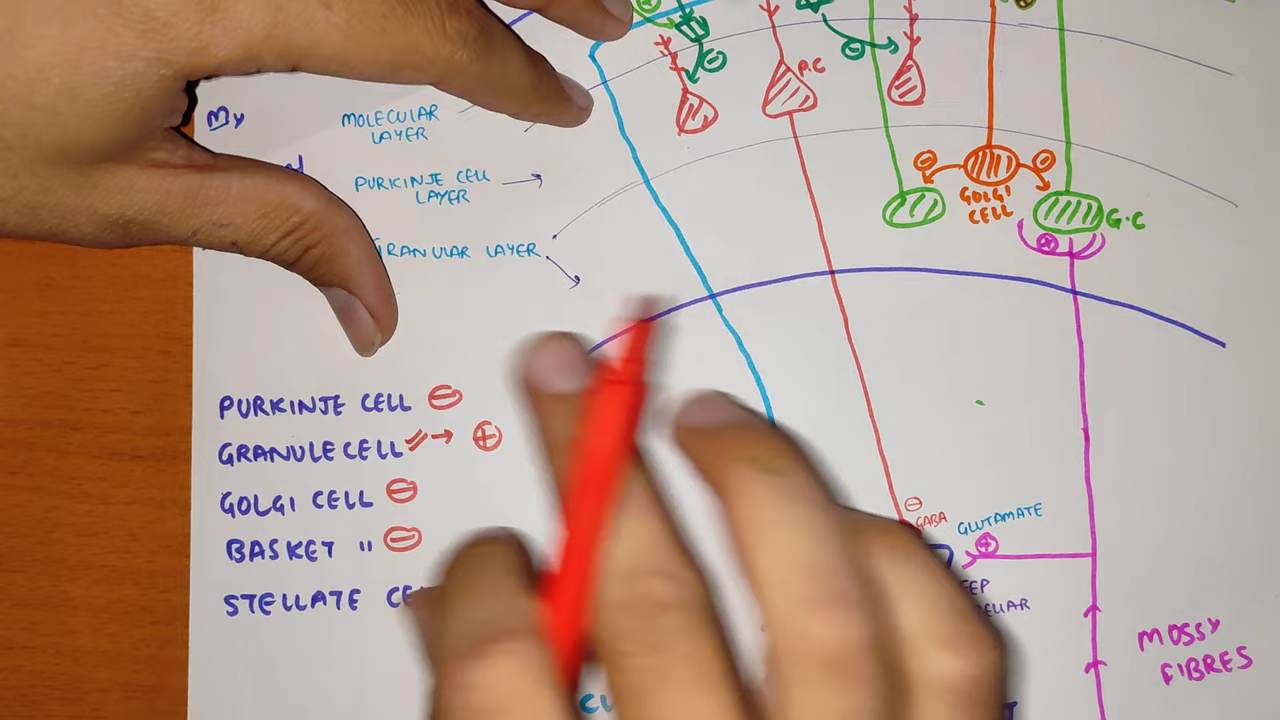 My
MOLECULAR
LAYER
PURKINJE CELL
LAYER
GRANULAR LAYER
P.C
GOLGI
CELL
G.C
PURKINJE CELL
GRANULE CELL
GOLGI CELL
BASKET "
STELLATE
GABA
GLUTAMATE
MOSSY
FIBRES